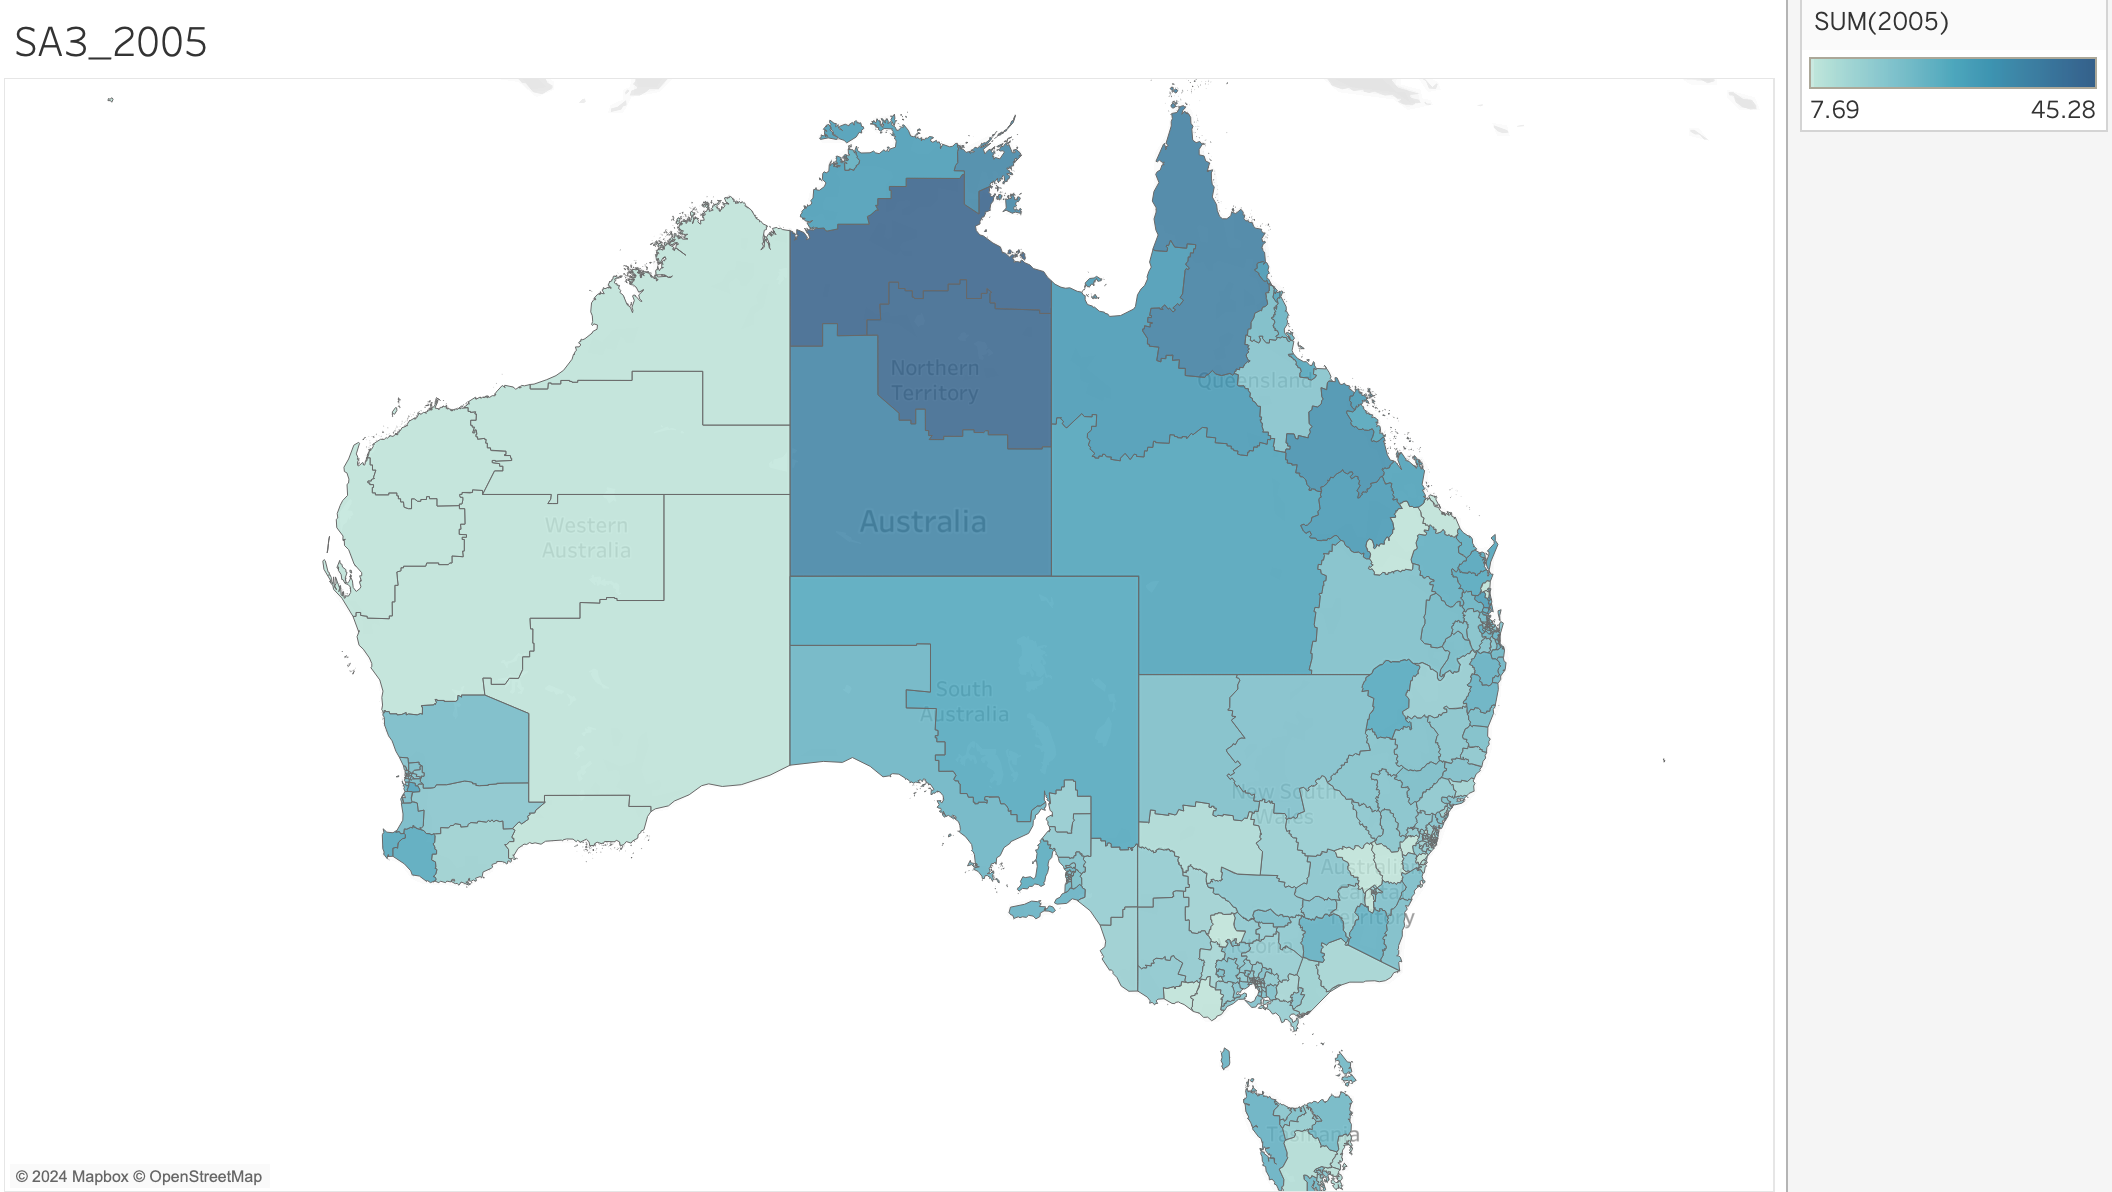 SA3_2005
SUM(2005)
7.69
45.28
Northern
Territory
Queensland
Australia
Western
Australia
South
Australia
New South
Wales
Australian
Capital
Territory
Victoria
Tasmania
© 2024 Mapbox © OpenStreetMap